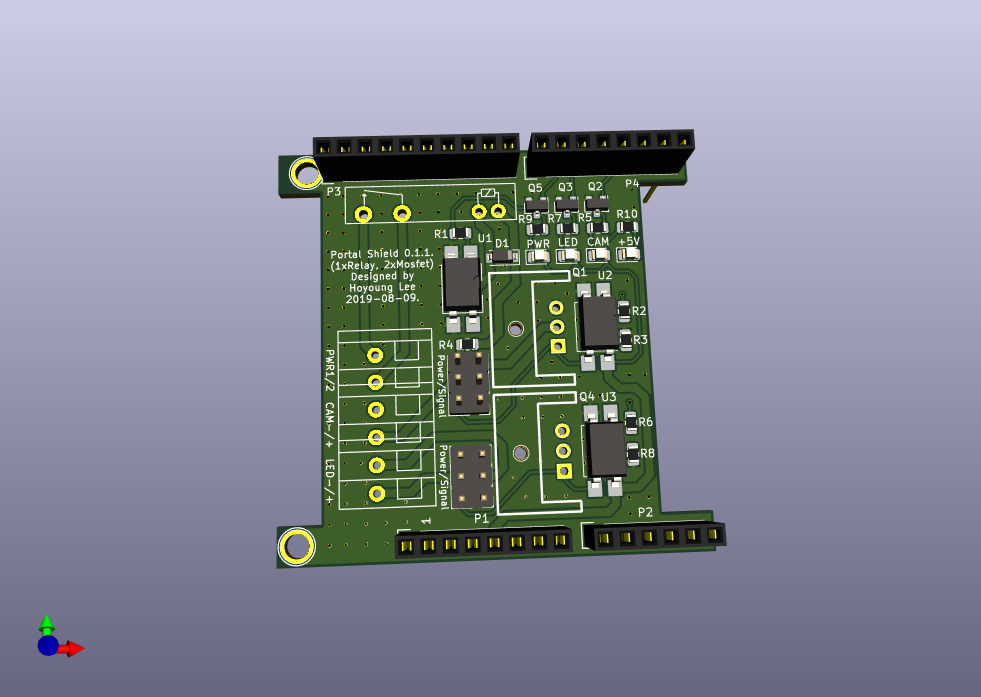 P3
P4
Q5 Q3 Q2
R9 R7 R5 R10
R1 U1 D1 PWR LED CAM +5V
Portal Shield 0.1.1.
(1xRelay, 2xMosfet)
Designed by
Hoyoung Lee
2019-08-09.
Q1 U2
R2
R3
R4
PWR1/2
CAM-/+
LED-/+
Power/Signal
Power/Signal
Q4 U3
R6
R8
1
P1
P2